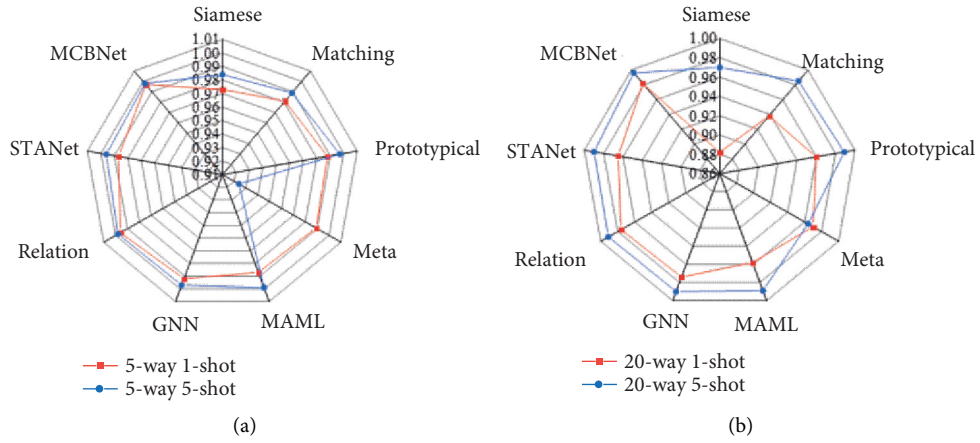 Siamese
MCBNet
Matching
STANet
Prototypical
Relation
Meta
GNN
MAML
1.01
1.00
0.99
0.98
0.97
0.96
0.95
0.94
0.93
0.92
0.91
5-way 1-shot
5-way 5-shot
(a)
Siamese
MCBNet
Matching
STANet
Prototypical
Relation
Meta
GNN
MAML
1.00
0.98
0.96
0.94
0.92
0.90
0.88
0.86
20-way 1-shot
20-way 5-shot
(b)